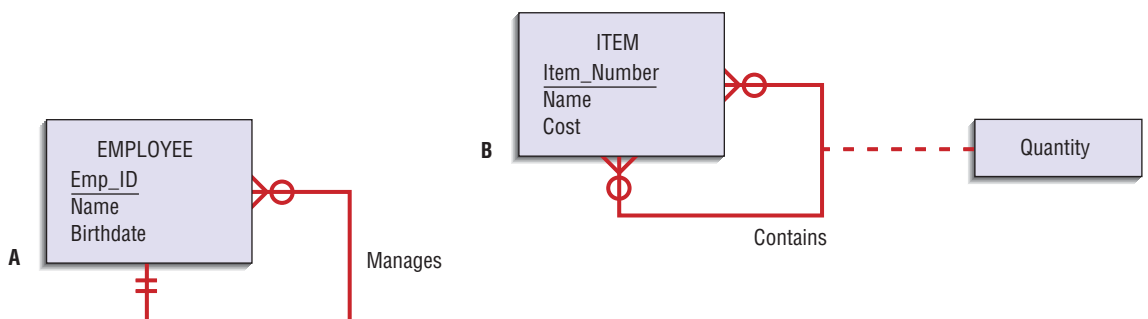 A
EMPLOYEE
Emp_ID
Name
Birthdate
Manages
B
ITEM
Item_Number
Name
Cost
Contains
Quantity